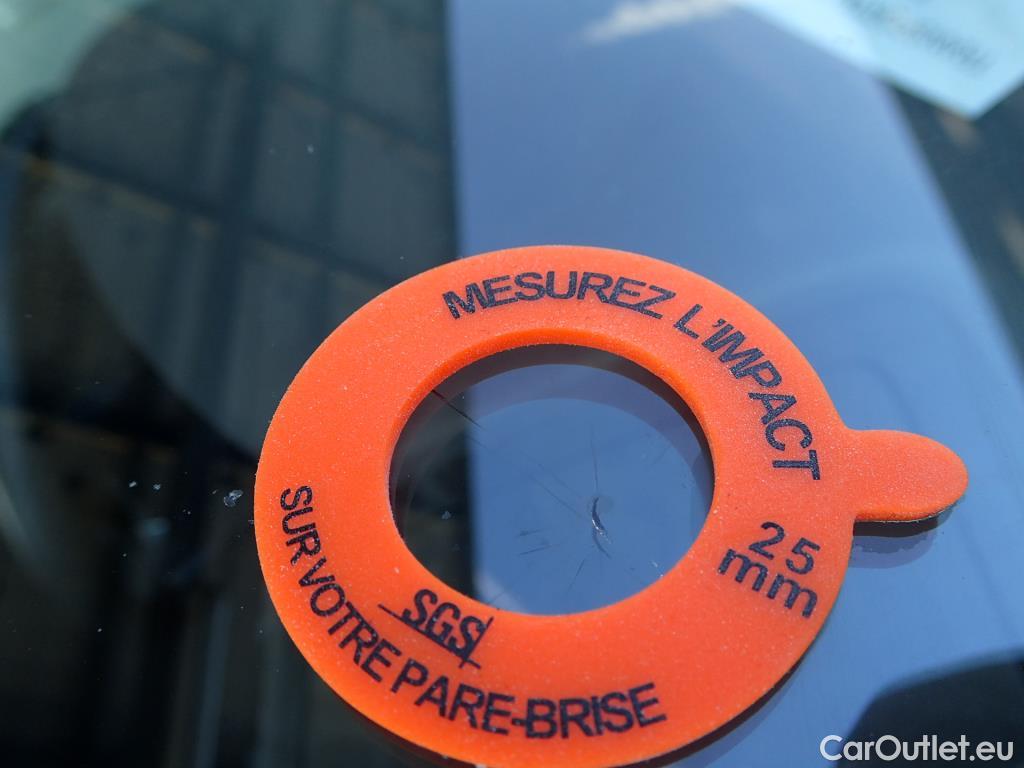 MESUREZ L'IMPACT
25
mm
SGS
SUR VOTRE PARE-BRISE
CarOutlet.eu